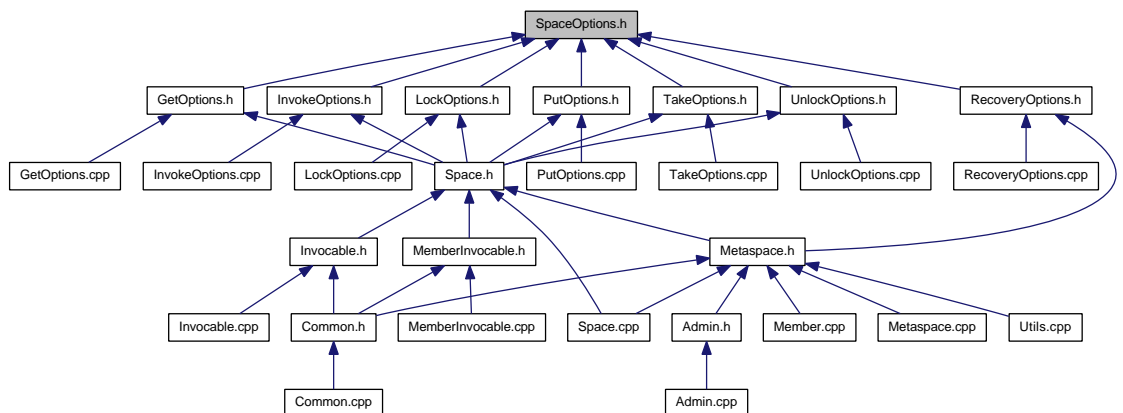 SpaceOptions.h
GetOptions.h InvokeOptions.h LockOptions.h PutOptions.h TakeOptions.h UnlockOptions.h RecoveryOptions.h
GetOptions.cpp InvokeOptions.cpp LockOptions.cpp Space.h PutOptions.cpp TakeOptions.cpp UnlockOptions.cpp RecoveryOptions.cpp
Invocable.h MemberInvocable.h Metaspace.h
Invocable.cpp Common.h MemberInvocable.cpp Space.cpp Admin.h Member.cpp Metaspace.cpp Utils.cpp
Common.cpp Admin.cpp